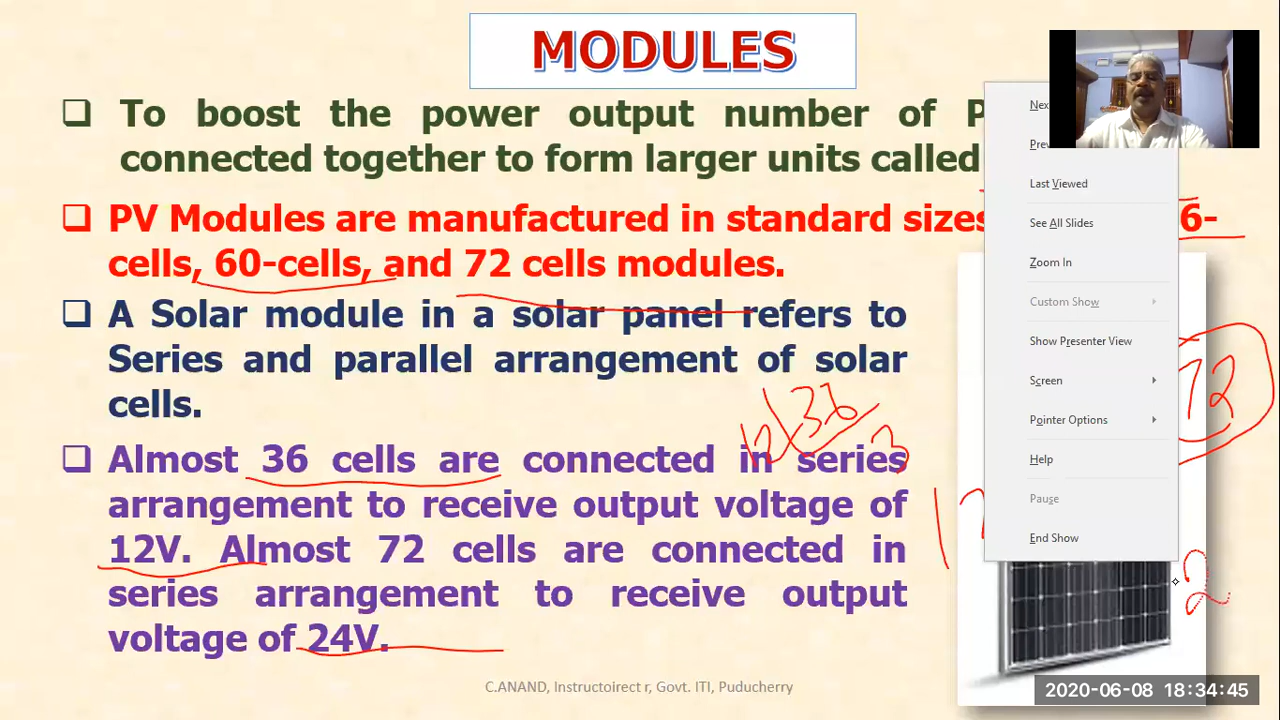 MODULES
To boost the power output number of P
connected together to form larger units called
PV Modules are manufactured in standard sizes 6-
cells, 60-cells, and 72 cells modules.
A Solar module in a solar panel refers to
Series and parallel arrangement of solar
cells.
Almost 36 cells are connected in series
arrangement to receive output voltage of
12V. Almost 72 cells are connected in
series arrangement to receive output
voltage of 24V.
12) 36 3
72
2
Last Viewed
See All Slides
Zoom In
Custom Show
Show Presenter View
Screen
Pointer Options
Help
Pause
End Show
C.ANAND, Instructoirect r, Govt. ITI, Puducherry
2020-06-08 18:34:45